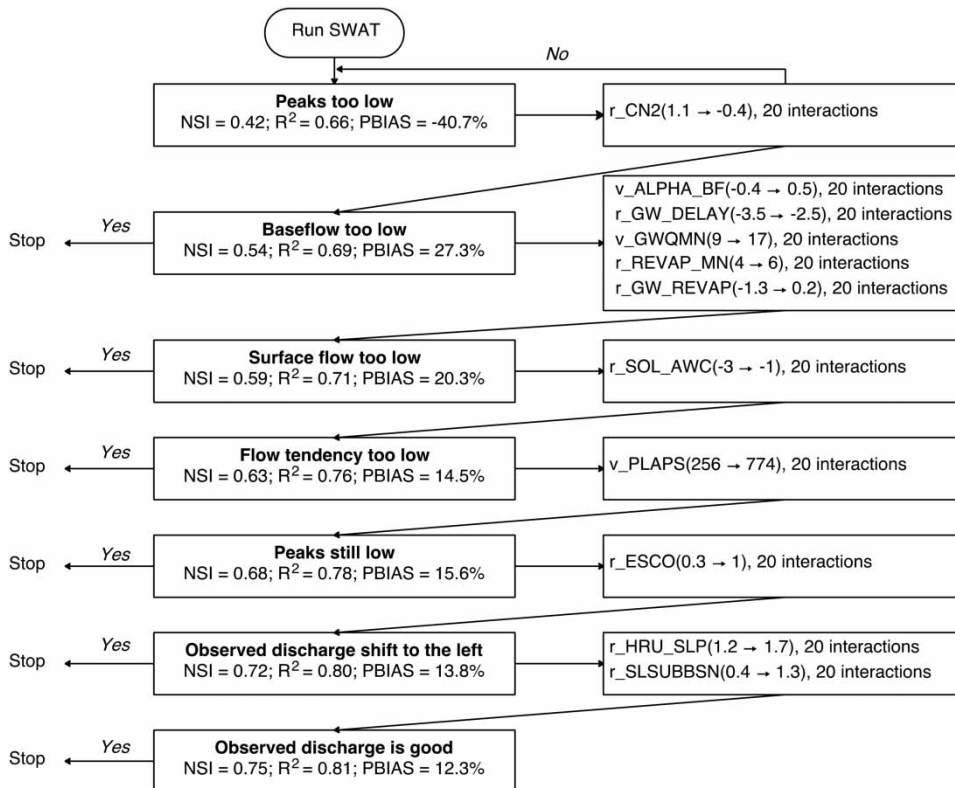 Run SWAT
No
Peaks too low
NSI = 0.42; R² = 0.66; PBIAS = -40.7%
r_CN2(1.1 → -0.4), 20 interactions
Stop
Yes
Baseflow too low
NSI = 0.54; R² = 0.69; PBIAS = 27.3%
v_ALPHA_BF(-0.4 → 0.5), 20 interactions
r_GW_DELAY(-3.5 → -2.5), 20 interactions
v_GWQMN(9 → 17), 20 interactions
r_REVAP_MN(4 → 6), 20 interactions
r_GW_REVAP(-1.3 → 0.2), 20 interactions
Stop
Yes
Surface flow too low
NSI = 0.59; R² = 0.71; PBIAS = 20.3%
r_SOL_AWC(-3 → -1), 20 interactions
Stop
Yes
Flow tendency too low
NSI = 0.63; R² = 0.76; PBIAS = 14.5%
v_PLAPS(256 → 774), 20 interactions
Stop
Yes
Peaks still low
NSI = 0.68; R² = 0.78; PBIAS = 15.6%
r_ESCO(0.3 → 1), 20 interactions
Stop
Yes
Observed discharge shift to the left
NSI = 0.72; R² = 0.80; PBIAS = 13.8%
r_HRU_SLP(1.2 → 1.7), 20 interactions
r_SLSUBBSN(0.4 → 1.3), 20 interactions
Stop
Yes
Observed discharge is good
NSI = 0.75; R² = 0.81; PBIAS = 12.3%